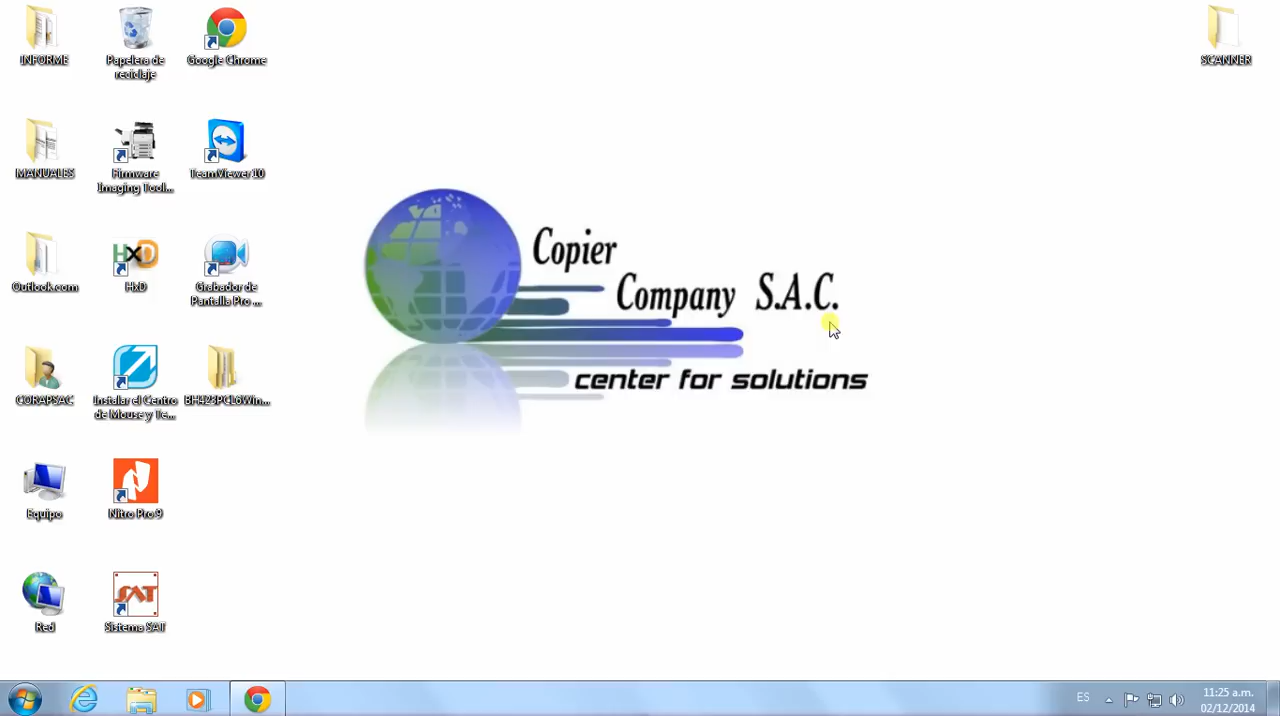 INFORME
Papelera de
reciclaje
Google Chrome
SCANNER
MANUALES
Firmware
Imaging Tool...
TeamViewer 10
Outlook.com
HxD
HxD
Grabador de
Pantalla Pro ...
CORAPSAC
Instalar el Centro
de Mouse y Te...
BH423PCL6Win...
Equipo
Nitro Pro 9
Red
SAT
Sistema SAT
Copier
Company S.A.C.
center for solutions
ES
11:25 a.m.
02/12/2014